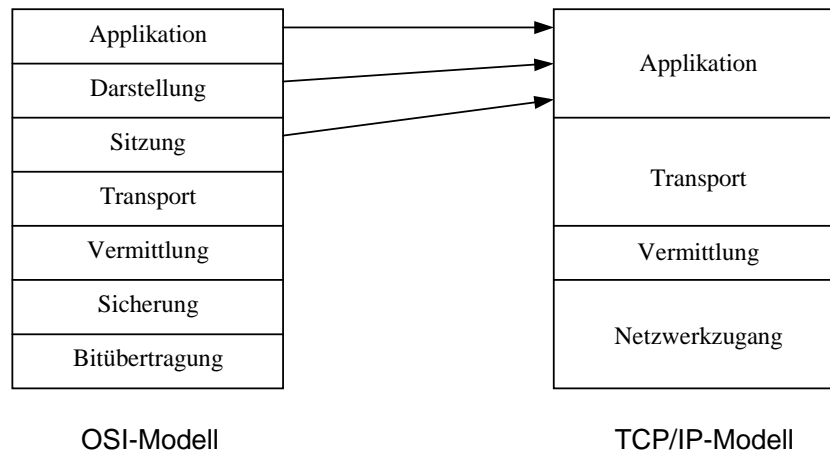 Applikation
Darstellung
Sitzung
Transport
Vermittlung
Sicherung
Bitübertragung
OSI-Modell
Applikation
Transport
Vermittlung
Netzwerkzugang
TCP/IP-Modell